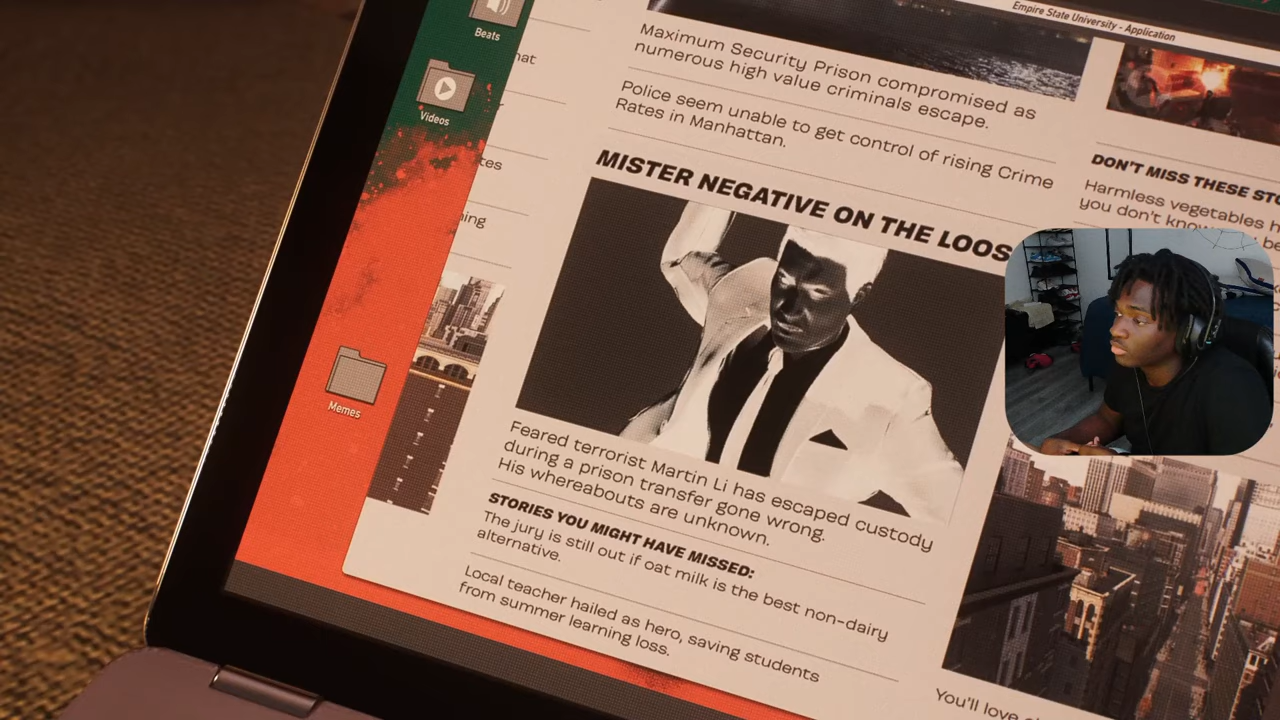 Empire State University - Application
Beats
Videos
Memes
hat
tes
ning
Maximum Security Prison compromised as
numerous high value criminals escape.
Police seem unable to get control of rising Crime
Rates in Manhattan.
MISTER NEGATIVE ON THE LOOS
Feared terrorist Martin Li has escaped custody
during a prison transfer gone wrong.
His whereabouts are unknown.
STORIES YOU MIGHT HAVE MISSED:
The jury is still out if oat milk is the best non-dairy
alternative.
Local teacher hailed as hero, saving students
from summer learning loss.
DON'T MISS THESE STO
Harmless vegetables h
you don't know
You'll love